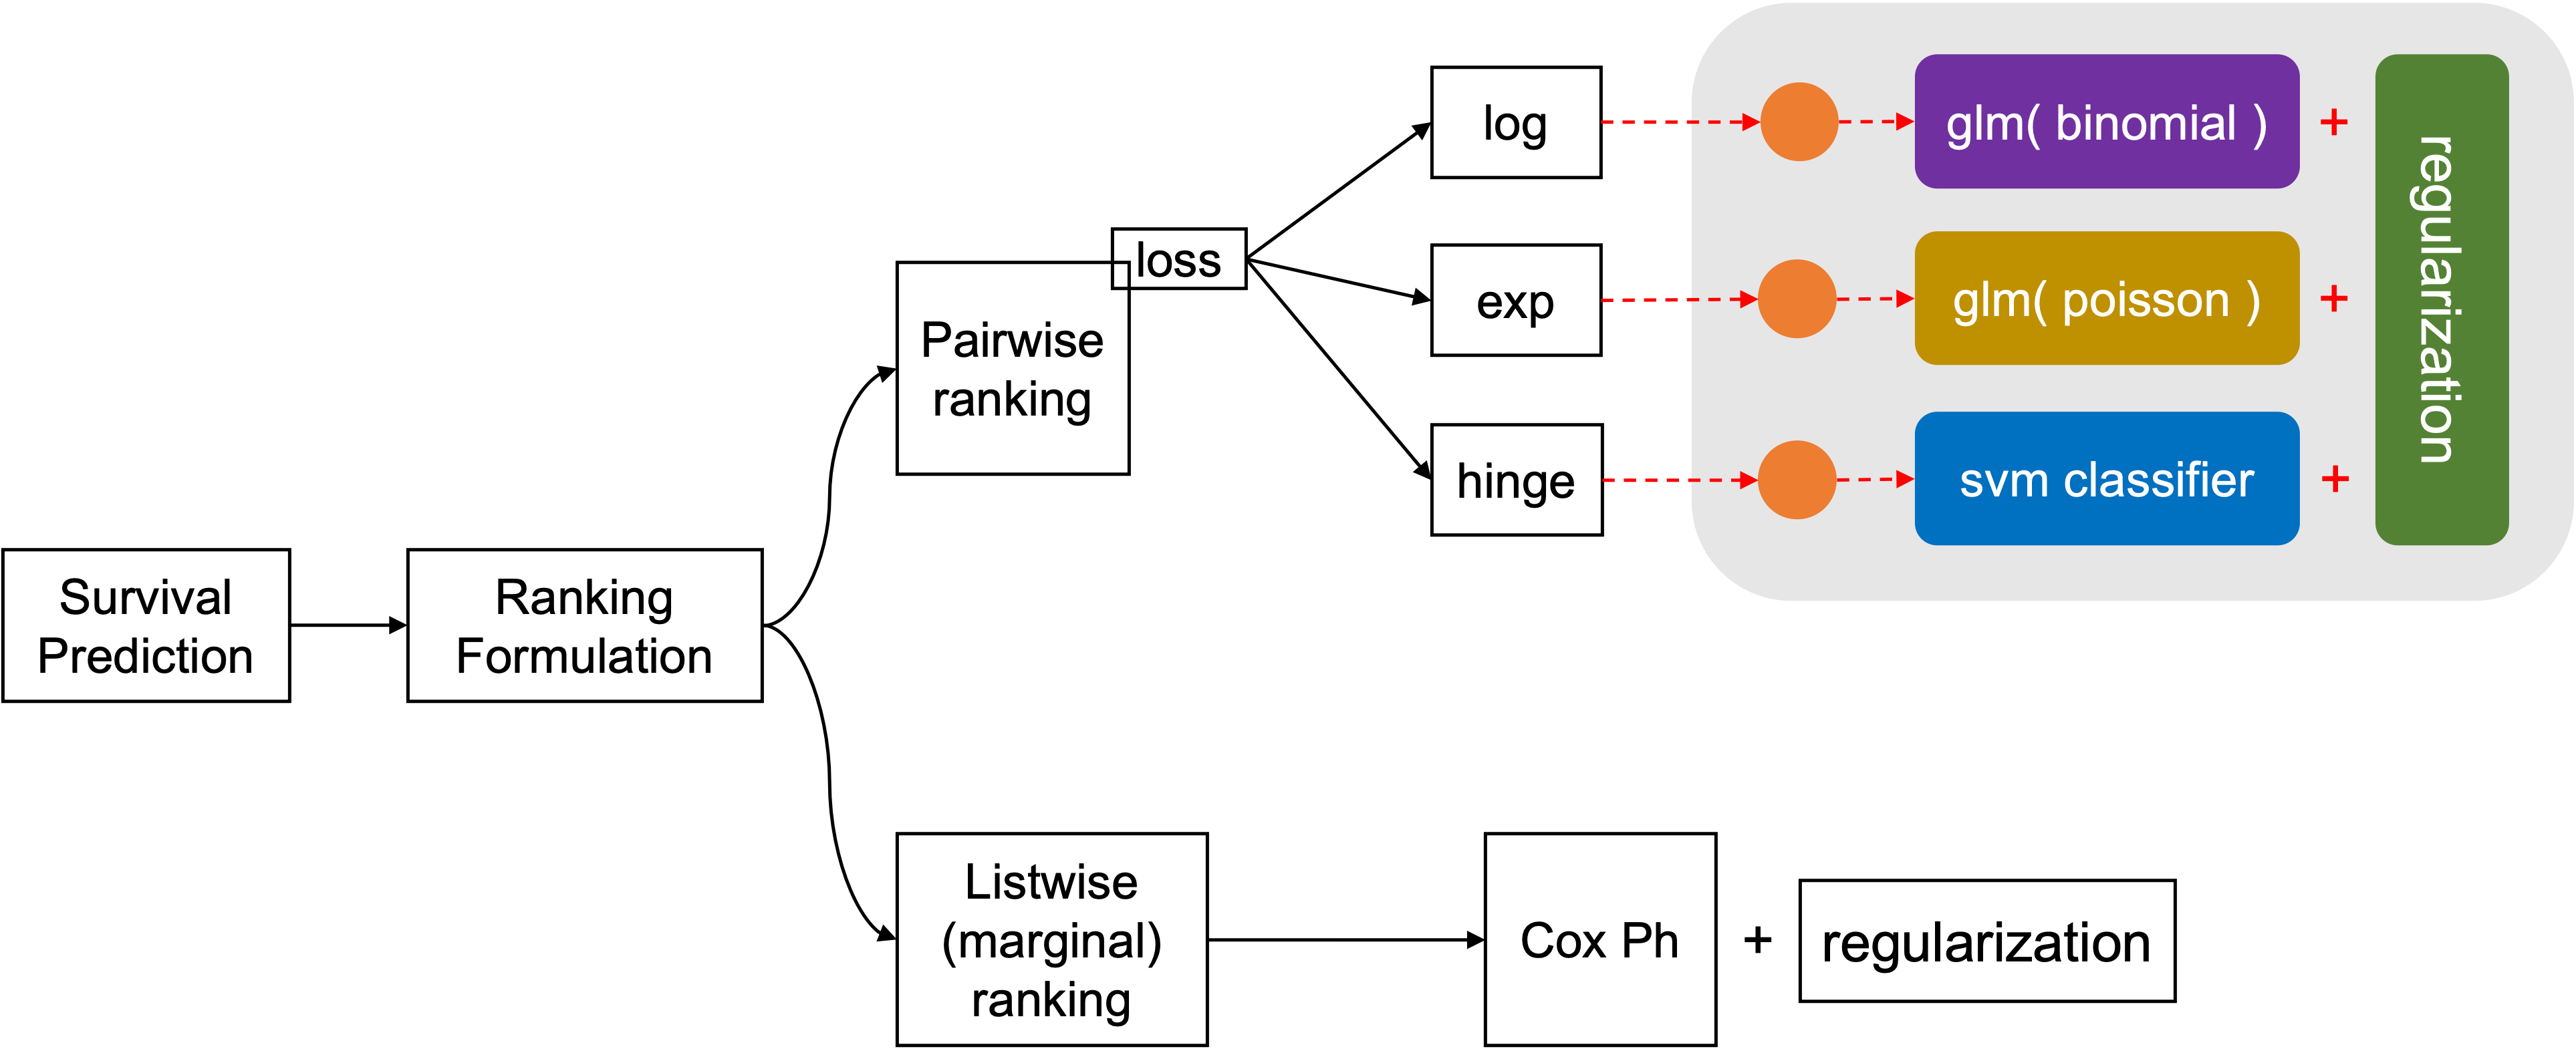 Survival
Prediction
Ranking
Formulation
Pairwise
ranking
loss
log
exp
hinge
glm( binomial )
+
glm( poisson )
+
svm classifier
+
regularization
Listwise
(marginal)
ranking
Cox Ph
+
regularization